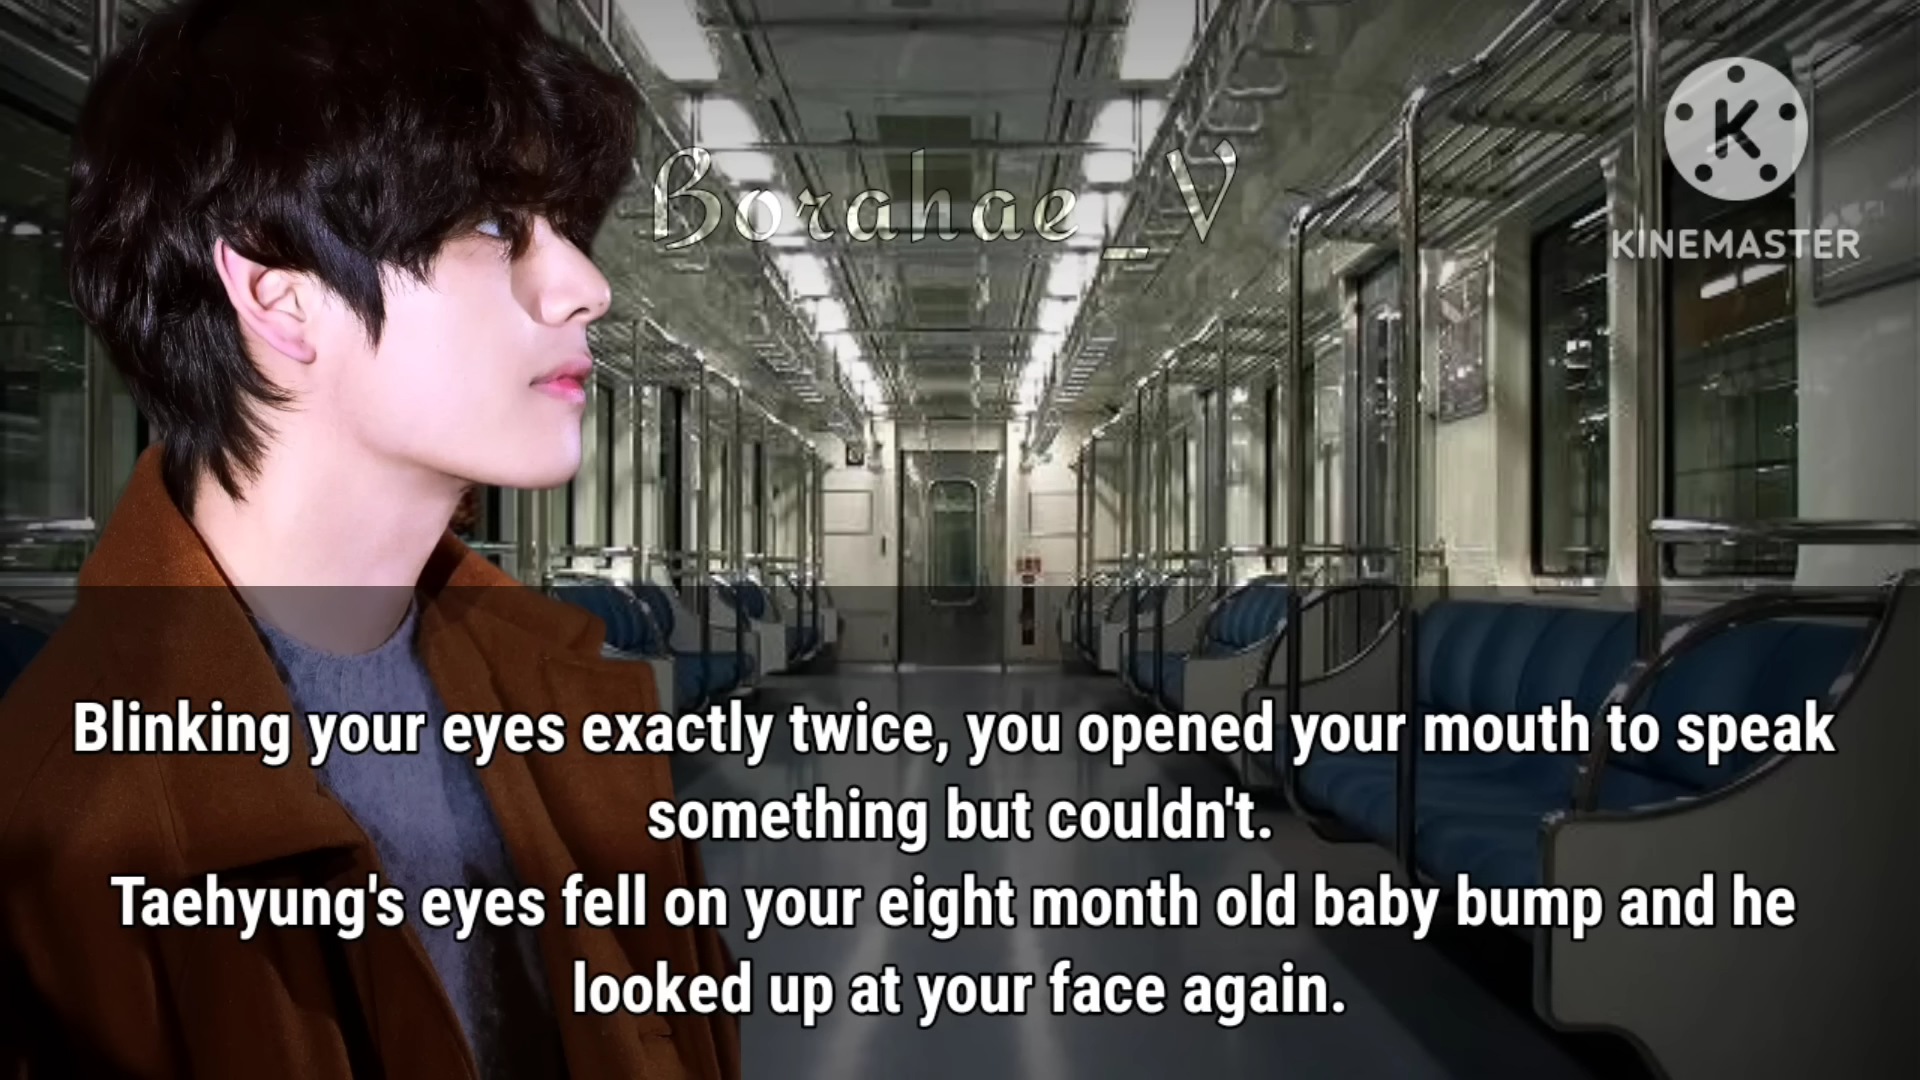 Borahae_V
K
KINEMASTER
Blinking your eyes exactly twice, you opened your mouth to speak
something but couldn't.
Taehyung's eyes fell on your eight month old baby bump and he
looked up at your face again.